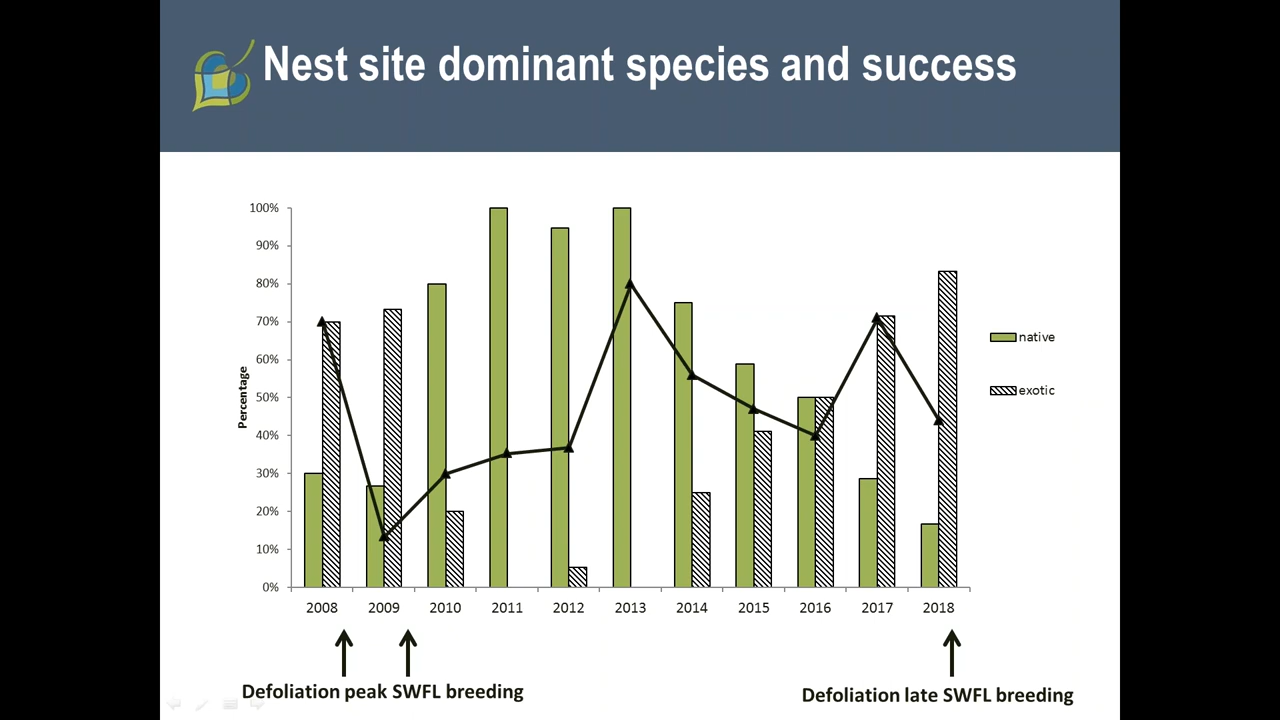 Nest site dominant species and success
100%
90%
80%
70%
60%
50%
40%
30%
20%
10%
0%
Percentage
2008 2009 2010 2011 2012 2013 2014 2015 2016 2017 2018
native
exotic
Defoliation peak SWFL breeding
Defoliation late SWFL breeding